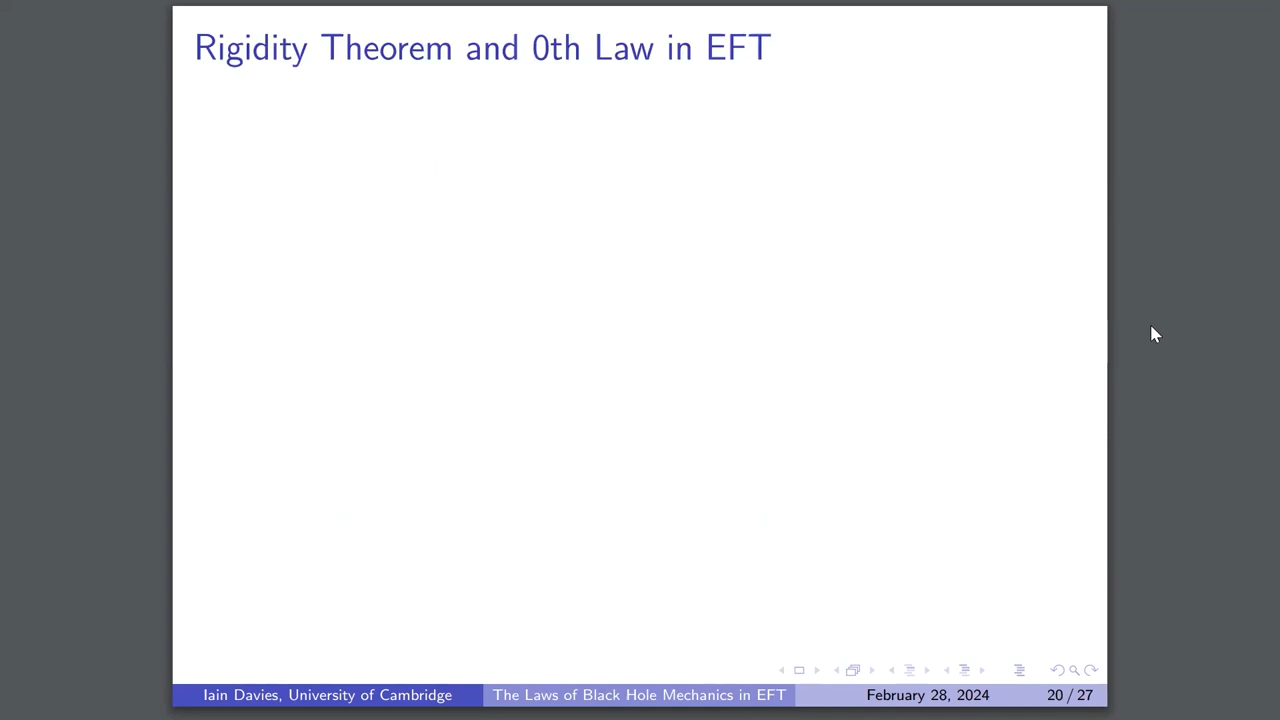 Rigidity Theorem and 0th Law in EFT
Iain Davies, University of Cambridge
The Laws of Black Hole Mechanics in EFT
February 28, 2024
20 / 27